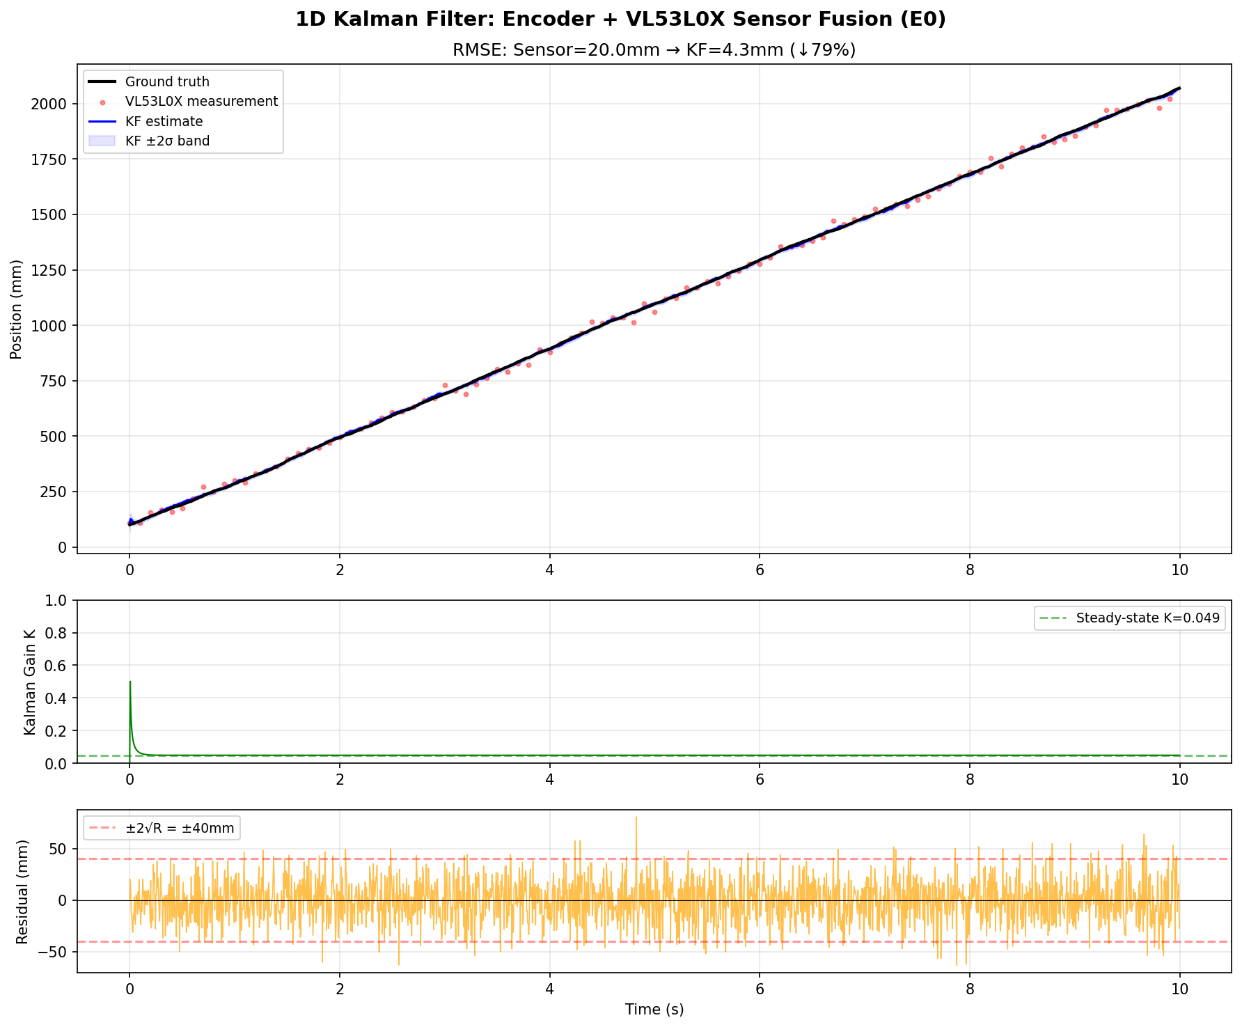 1D Kalman Filter: Encoder + VL53L0X Sensor Fusion (E0)
RMSE: Sensor=20.0mm → KF=4.3mm (↓79%)
Ground truth
VL53L0X measurement
KF estimate
KF ±2σ band
Position (mm)
2000
1750
1500
1250
1000
750
500
250
0
0 2 4 6 8 10
Kalman Gain K
1.0
0.8
0.6
0.4
0.2
0.0
Steady-state K=0.049
0 2 4 6 8 10
Residual (mm)
50
0
−50
±2√R = ±40mm
0 2 4 6 8 10
Time (s)